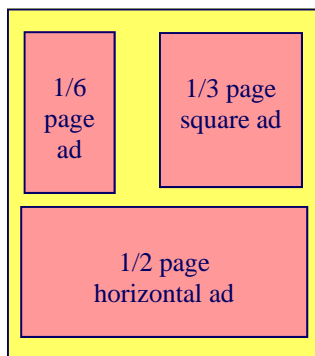 1/6
page
ad
1/3 page
square ad
1/2 page
horizontal ad